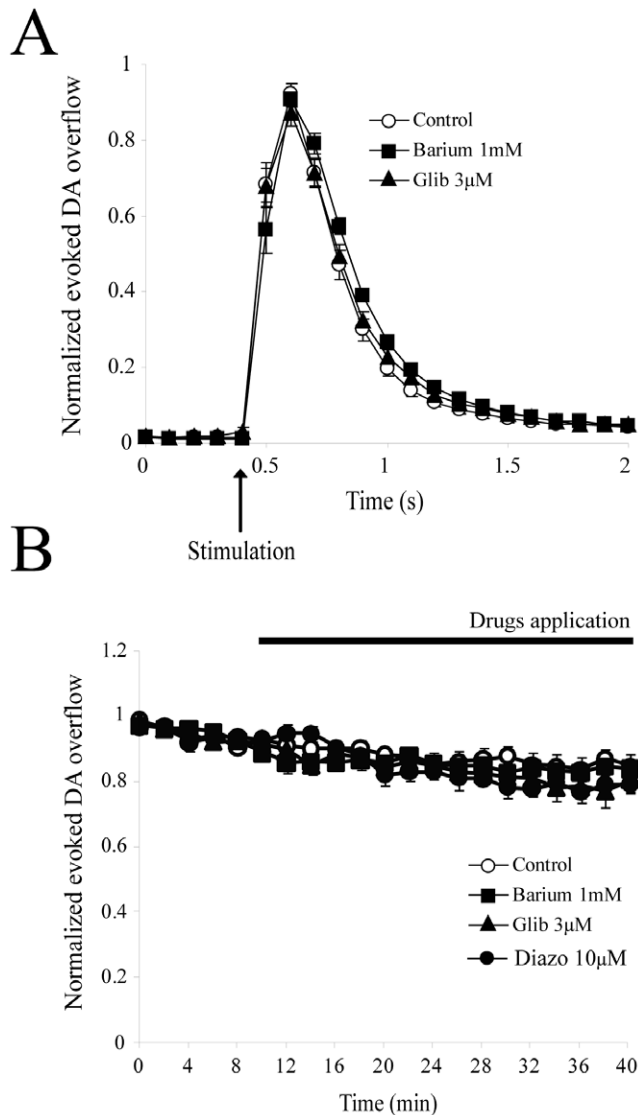 A
Normalized evoked DA overflow
1
0.8
0.6
0.4
0.2
0
Control
Barium 1mM
Glib 3μM
0 0.5 1 1.5 2
Time (s)
Stimulation
B
Drugs application
Normalized evoked DA overflow
1.2
1
0.8
0.6
0.4
0.2
0
Control
Barium 1mM
Glib 3μM
Diazo 10μM
0 4 8 12 16 20 24 28 32 36 40
Time (min)